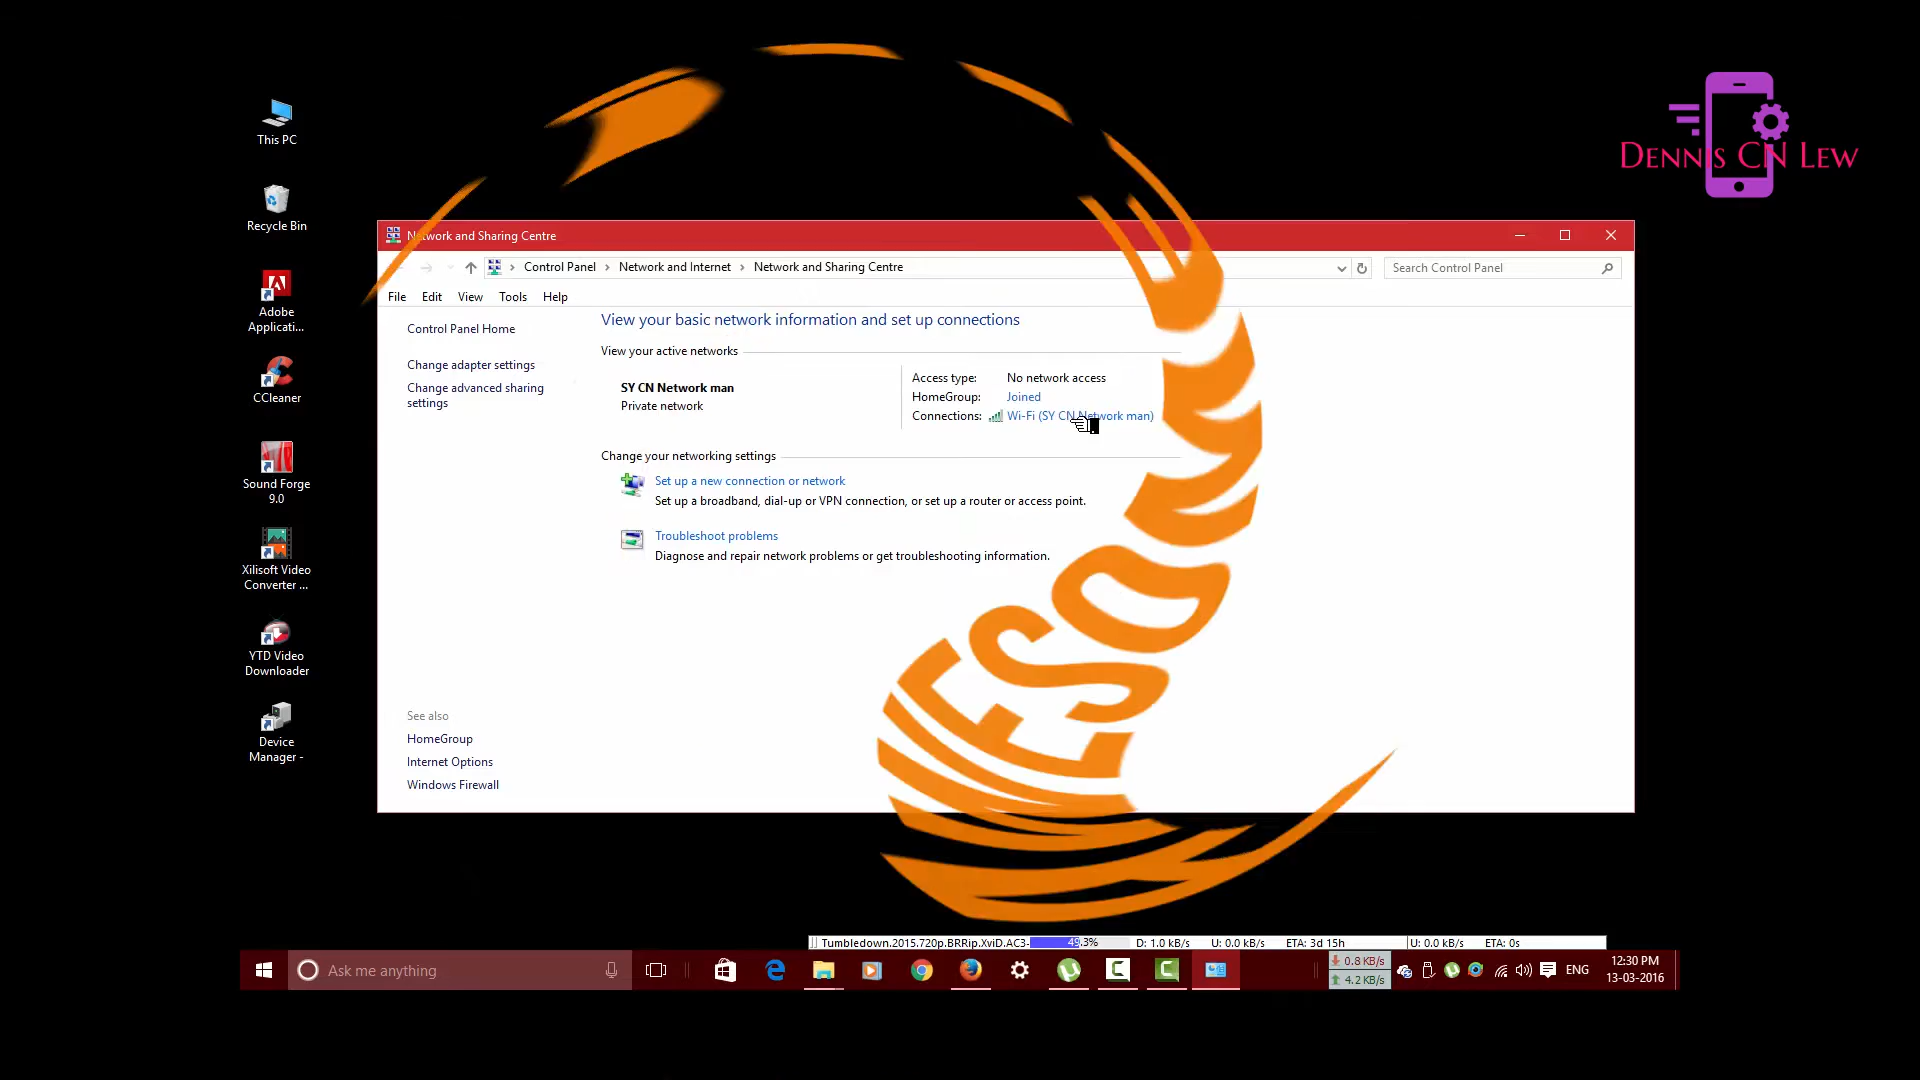 This PC
Recycle Bin
Adobe
Applicati...
CCleaner
Sound Forge
9.0
Xilisoft Video
Converter ...
YTD Video
Downloader
Device
Manager -
DENNIS CN LEW
Network and Sharing Centre
Control Panel > Network and Internet > Network and Sharing Centre
Search Control Panel
File Edit View Tools Help
Control Panel Home
Change adapter settings
Change advanced sharing
settings
See also
HomeGroup
Internet Options
Windows Firewall
View your basic network information and set up connections
View your active networks
SY CN Network man
Private network
Access type: No network access
HomeGroup: Joined
Connections: Wi-Fi (SY CN Network man)
Change your networking settings
Set up a new connection or network
Set up a broadband, dial-up or VPN connection, or set up a router or access point.
Troubleshoot problems
Diagnose and repair network problems or get troubleshooting information.
Tumbledown.2015.720p.BRRip.XviD.AC3- 49.3% D: 1.0 kB/s U: 0.0 kB/s ETA: 3d 15h U: 0.0 kB/s ETA: 0s
Ask me anything
0.8 KB/s
4.2 KB/s
ENG
12:30 PM
13-03-2016